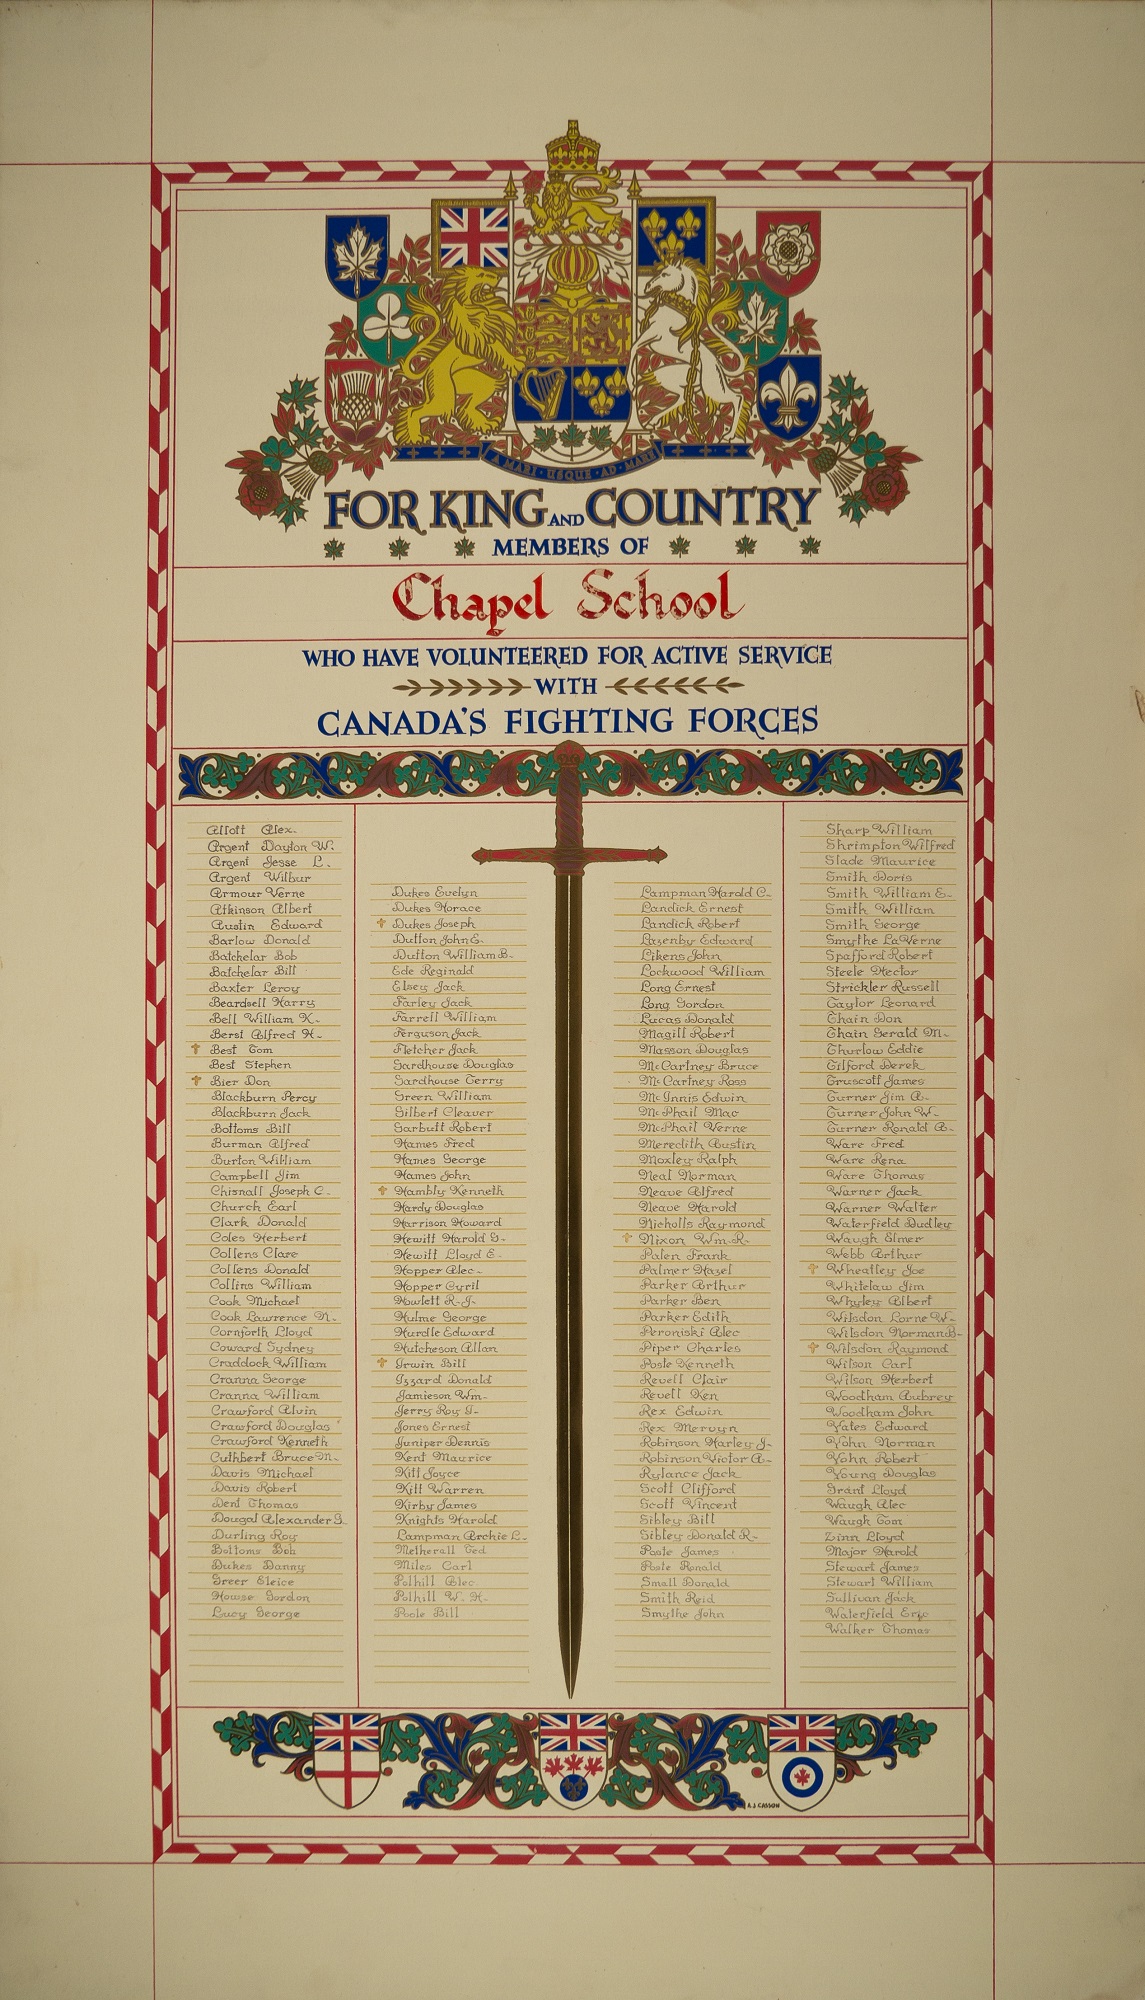 A MARI · USQUE · AD · MARE
FOR KING AND COUNTRY
MEMBERS OF
Chapel School
WHO HAVE VOLUNTEERED FOR ACTIVE SERVICE
WITH
CANADA'S FIGHTING FORCES
Allott Alex.
Argent Dayton W.
Argent Jesse L.
Argent Wilbur
Armour Verne
Atkinson Albert
Austin Edward
Barlow Donald
Batchelar Bob
Batchelar Bill
Baxter Leroy
Beardsell Harry
Bell William K.
Berst Alfred H.
✝ Best Tom
Best Stephen
✝ Bier Don
Blackburn Percy
Blackburn Jack
Bottoms Bill
Burman Alfred
Burton William
Campbell Jim
Chisnall Joseph C.
Church Earl
Clark Donald
Coles Herbert
Collens Clare
Collens Donald
Collins William
Cook Michael
Cook Lawrence N.
Cornforth Lloyd
Coward Sydney
Craddock William
Cranna George
Cranna William
Crawford Alvin
Crawford Douglas
Crawford Kenneth
Cuthbert Bruce M.
Davis Michael
Davis Robert
Dent Thomas
Dougal Alexander G.
Durling Roy
Bottoms Bob
Dukes Danny
Greer Eleice
Howse Gordon
Lucy George
Dukes Evelyn
Dukes Horace
✝ Dukes Joseph
Dutton John E.
Dutton William B.
Ede Reginald
Elsey Jack
Farley Jack
Farrell William
Ferguson Jack
Fletcher Jack
Gardhouse Douglas
Gardhouse Terry
Green William
Gilbert Cleaver
Garbutt Robert
Hames Fred
Hames George
Hames John
✝ Hambly Kenneth
Hardy Douglas
Harrison Howard
Hewitt Harold G.
Hewitt Lloyd E.
Hopper Alec.
Hopper Cyril
Howlett R. J.
Hulme George
Hurdle Edward
Hutcheson Allan
✝ Irwin Bill
Izzard Donald
Jamieson Wm.
Jerry Roy G.
Jones Ernest
Juniper Dennis
Kent Maurice
Kitt Joyce
Kitt Warren
Kirby James
Knights Harold
Lampman Archie L.
Metherall Ted
Miles Carl
Polhill Alec
Polhill W. H.
Poole Bill
Lampman Harold C.
Landick Ernest
Landick Robert
Lazenby Edward
Likens John
Lockwood William
Long Ernest
Long Gordon
Lucas Donald
Magill Robert
Masson Douglas
McCartney Bruce
McCartney Ross
McInnis Edwin
McPhail Mac
McPhail Verne
Meredith Austin
Moxley Ralph
Neal Norman
Neave Alfred
Neave Harold
Nicholls Raymond
✝ Nixon Wm. R.
Palen Frank
Palmer Hazel
Parker Arthur
Parker Ben
Parker Edith
Peroniski Alec
Piper Charles
Poste Kenneth
Revell Clair
Revell Ken
Rex Edwin
Rex Mervyn
Robinson Harley J.
Robinson Victor A.
Rylance Jack
Scott Clifford
Scott Vincent
Sibley Bill
Sibley Donald R.
Poste James
Poste Ronald
Small Donald
Smith Reid
Smythe John
Sharp William
Shrimpton Wilfred
Slade Maurice
Smith Doris
Smith William E.
Smith William
Smith George
Smythe LaVerne
Spafford Robert
Steele Hector
Strickler Russell
Taylor Leonard
Thain Don
Thain Gerald M.
Thurlow Eddie
Tilford Derek
Truscott James
Turner Jim A.
Turner John W.
Turner Ronald A.
Ware Fred
Ware Rena
Ware Thomas
Warner Jack
Warner Walter
Waterfield Dudley
Waugh Elmer
Webb Arthur
✝ Wheatley Joe
Whitelaw Jim
Whyley Albert
Wilsdon Lorne W.
Wilsdon Norman B.
✝ Wilsdon Raymond
Wilson Carl
Wilson Herbert
Woodtham Aubrey
Woodtham John
Yates Edward
Yohn Norman
Yohn Robert
Young Douglas
Grant Lloyd
Waugh Alec
Waugh Tom
Zinn Lloyd
Major Harold
Stewart James
Stewart William
Sullivan Jack
Waterfield Eric
Walker Thomas
A.J. CASSON